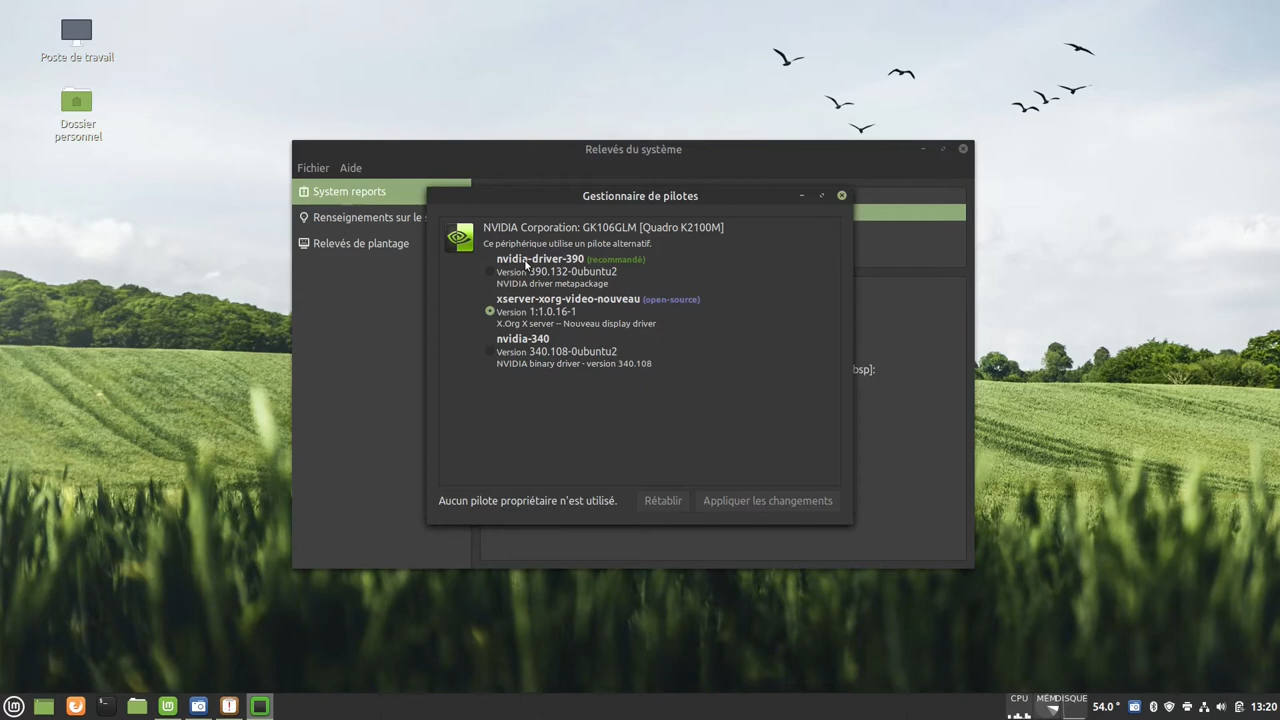 Poste de travail
Dossier
personnel
Relevés du système
Fichier Aide
System reports
Renseignements sur le s
Relevés de plantage
bsp]:
Gestionnaire de pilotes
NVIDIA Corporation: GK106GLM [Quadro K2100M]
Ce périphérique utilise un pilote alternatif.
nvidia-driver-390 (recommandé)
Version 390.132-0ubuntu2
NVIDIA driver metapackage
xserver-xorg-video-nouveau (open-source)
Version 1:1.0.16-1
X.Org X server -- Nouveau display driver
nvidia-340
Version 340.108-0ubuntu2
NVIDIA binary driver - version 340.108
Aucun pilote propriétaire n'est utilisé.
Rétablir
Appliquer les changements
CPU MÉM DISQUE
54.0° 13:20